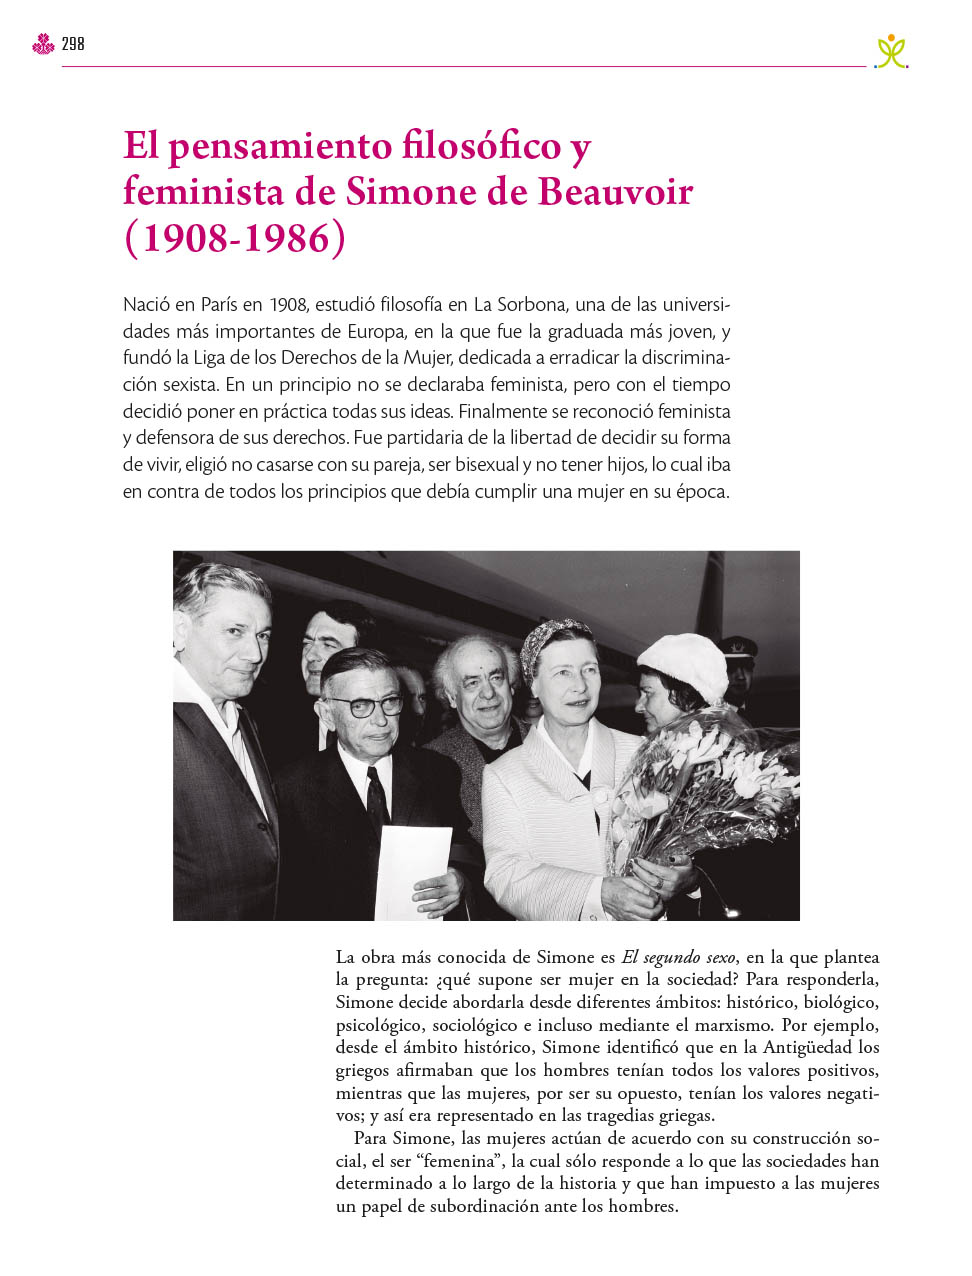 298
El pensamiento filosófico y
feminista de Simone de Beauvoir
(1908-1986)
Nació en París en 1908, estudió filosofía en La Sorbona, una de las universi-
dades más importantes de Europa, en la que fue la graduada más joven, y
fundó la Liga de los Derechos de la Mujer, dedicada a erradicar la discrimina-
ción sexista. En un principio no se declaraba feminista, pero con el tiempo
decidió poner en práctica todas sus ideas. Finalmente se reconoció feminista
y defensora de sus derechos. Fue partidaria de la libertad de decidir su forma
de vivir, eligió no casarse con su pareja, ser bisexual y no tener hijos, lo cual iba
en contra de todos los principios que debía cumplir una mujer en su época.
La obra más conocida de Simone es El segundo sexo, en la que plantea
la pregunta: ¿qué supone ser mujer en la sociedad? Para responderla,
Simone decide abordarla desde diferentes ámbitos: histórico, biológico,
psicológico, sociológico e incluso mediante el marxismo. Por ejemplo,
desde el ámbito histórico, Simone identificó que en la Antigüedad los
griegos afirmaban que los hombres tenían todos los valores positivos,
mientras que las mujeres, por ser su opuesto, tenían los valores negati-
vos; y así era representado en las tragedias griegas.
Para Simone, las mujeres actúan de acuerdo con su construcción so-
cial, el ser “femenina”, la cual sólo responde a lo que las sociedades han
determinado a lo largo de la historia y que han impuesto a las mujeres
un papel de subordinación ante los hombres.